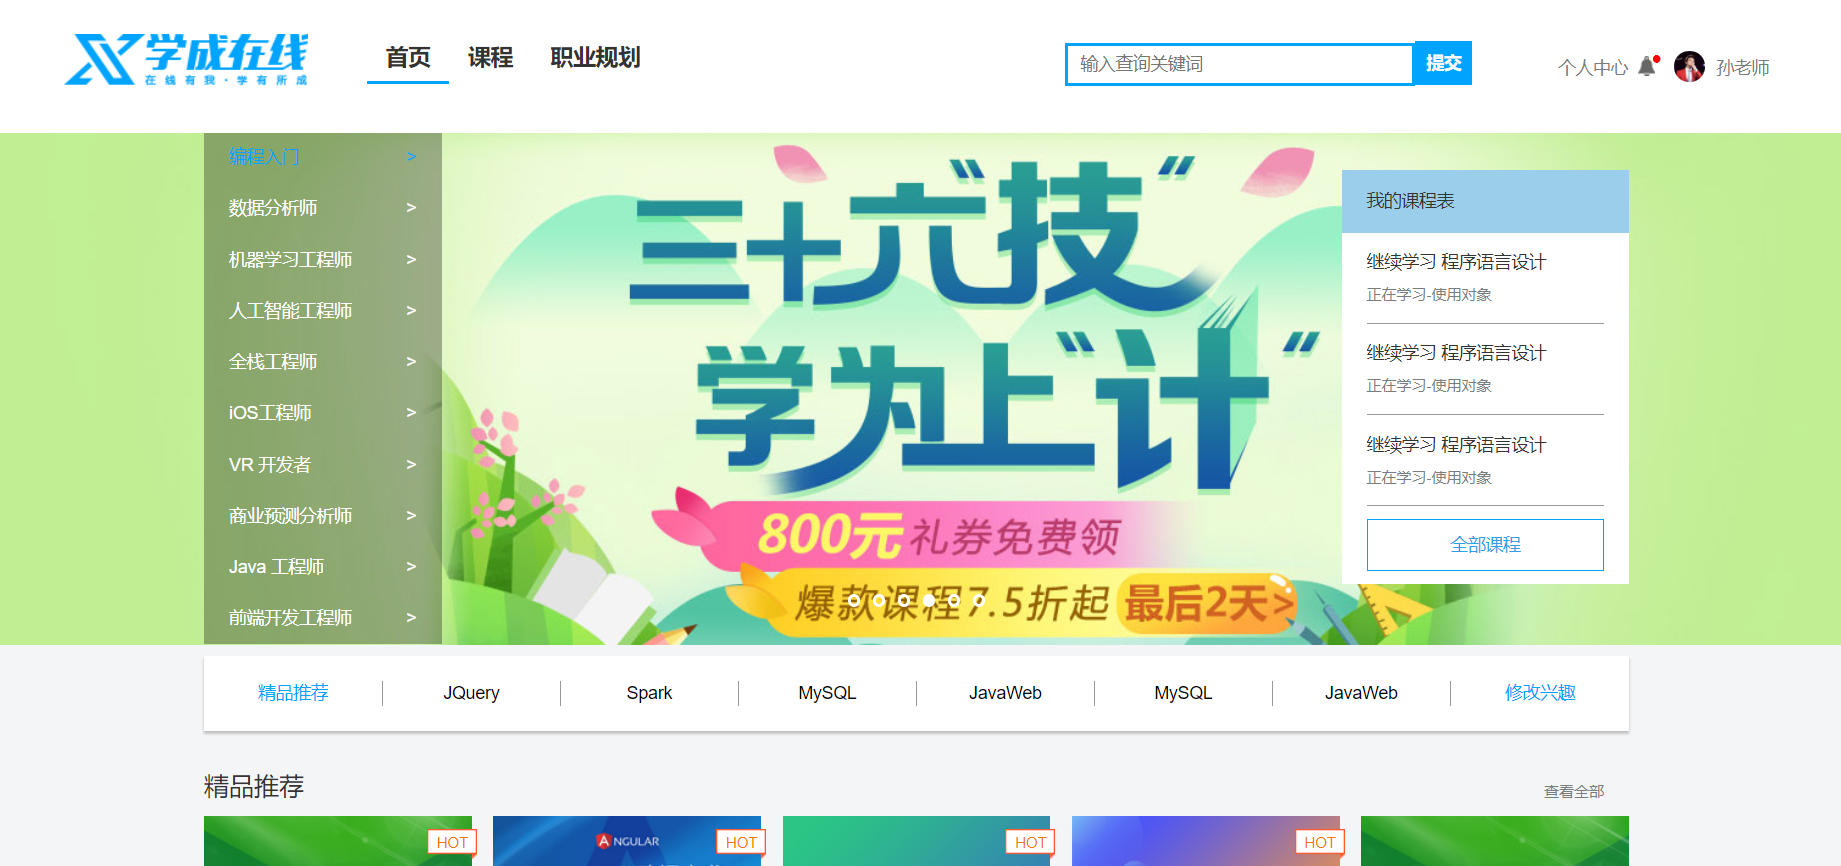 学成在线
在线有我·学有所成
首页 课程 职业规划
输入查询关键词 提交
个人中心 孙老师
编程入门 >
数据分析师 >
机器学习工程师 >
人工智能工程师 >
全栈工程师 >
iOS工程师 >
VR 开发者 >
商业预测分析师 >
Java 工程师 >
前端开发工程师 >
三十六“技”
学为上“计”
800元礼券免费领
爆款课程7.5折起 最后2天>
我的课程表
继续学习 程序语言设计
正在学习-使用对象
继续学习 程序语言设计
正在学习-使用对象
继续学习 程序语言设计
正在学习-使用对象
全部课程
精品推荐 JQuery Spark MySQL JavaWeb MySQL JavaWeb 修改兴趣
精品推荐 查看全部
HOT ANGULAR HOT HOT HOT